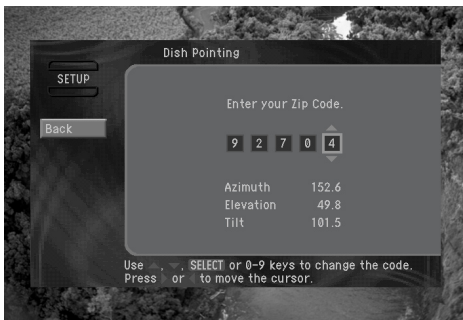 Dish Pointing
SETUP
Back
Enter your Zip Code.
9 2 7 0 4
Azimuth 152.6
Elevation 49.8
Tilt 101.5
Use , , SELECT or 0-9 keys to change the code.
Press or to move the cursor.